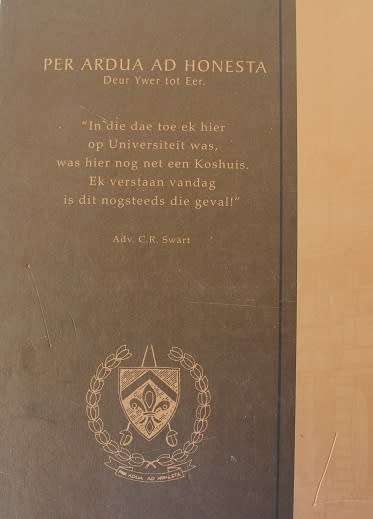 PER ARDUA AD HONESTA
Deur Ywer tot Eer.
“In die dae toe ek hier
op Universiteit was,
was hier nog net een Koshuis.
Ek verstaan vandag
is dit nogsteeds die geval!”
Adv. C.R. Swart
PER ARDUA AD HONESTA